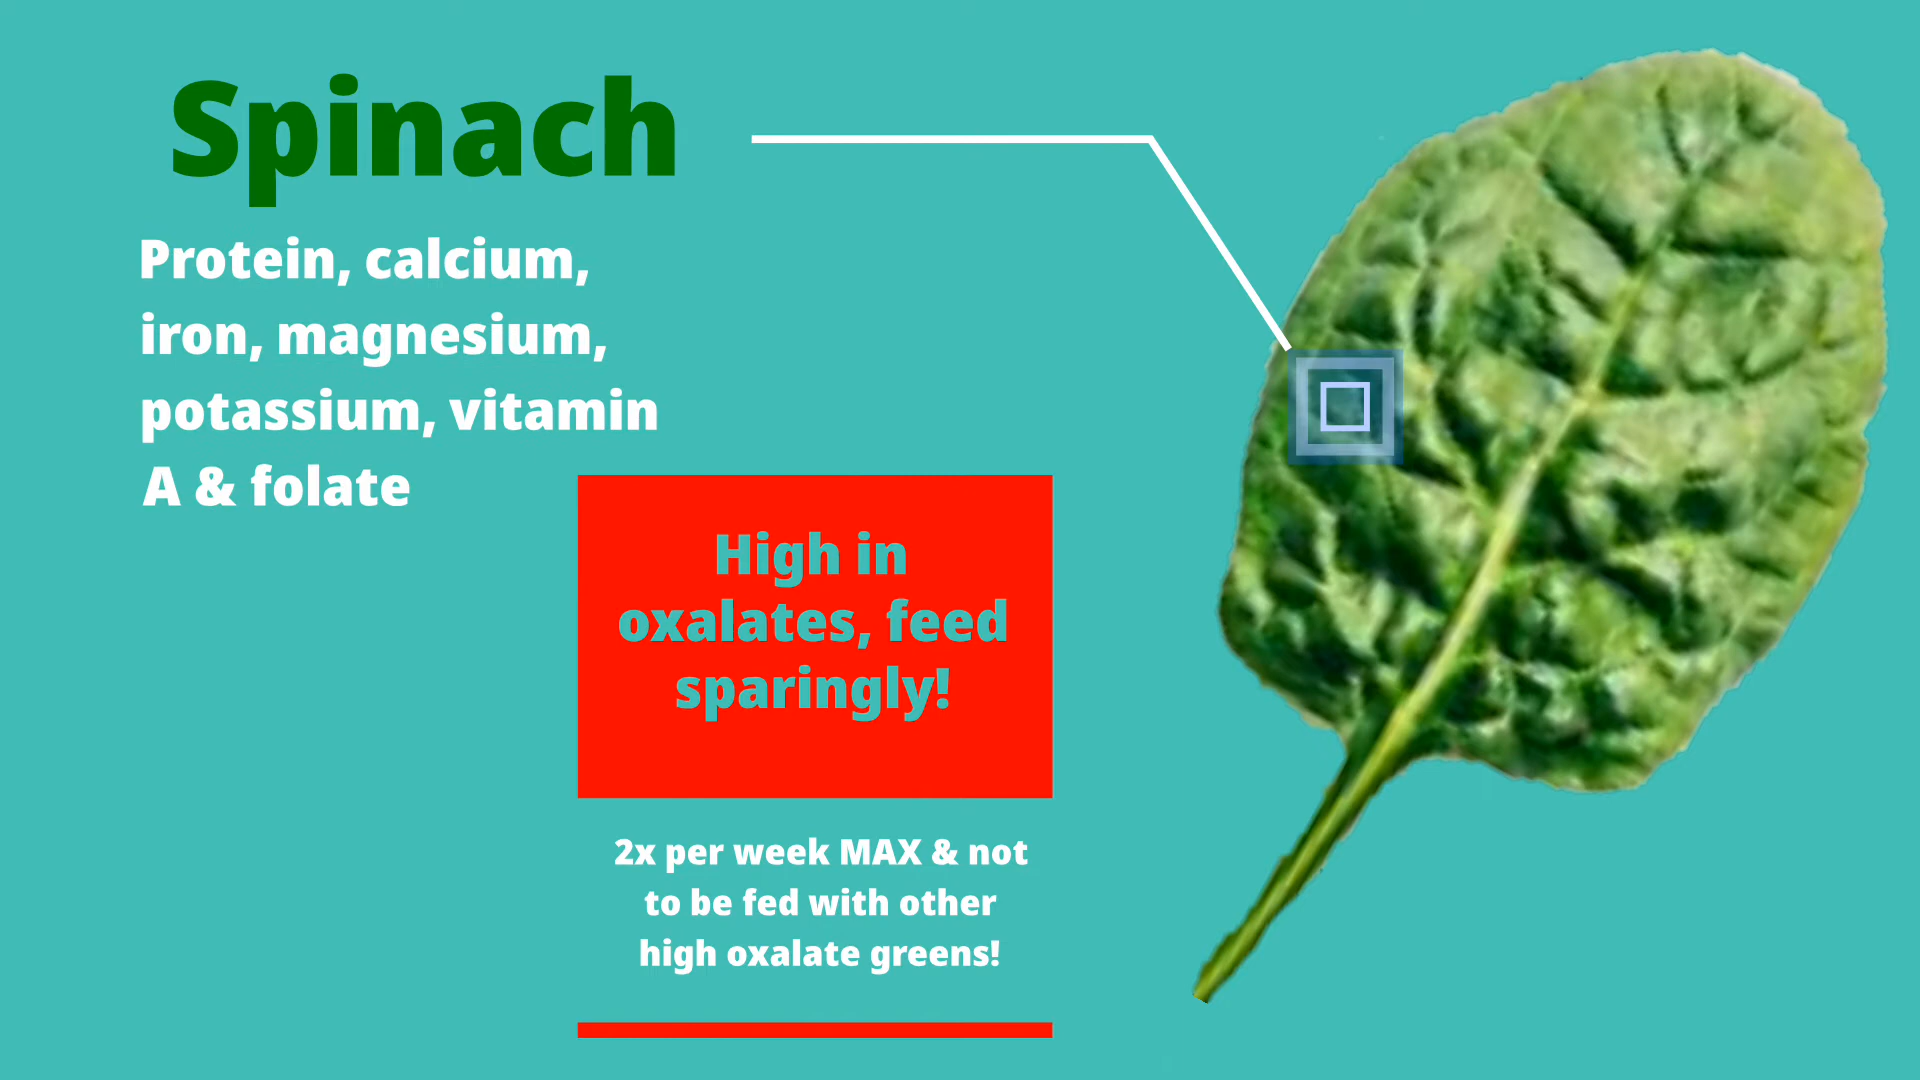 Spinach
Protein, calcium,
iron, magnesium,
potassium, vitamin
A & folate
High in
oxalates, feed
sparingly!
2x per week MAX & not
to be fed with other
high oxalate greens!